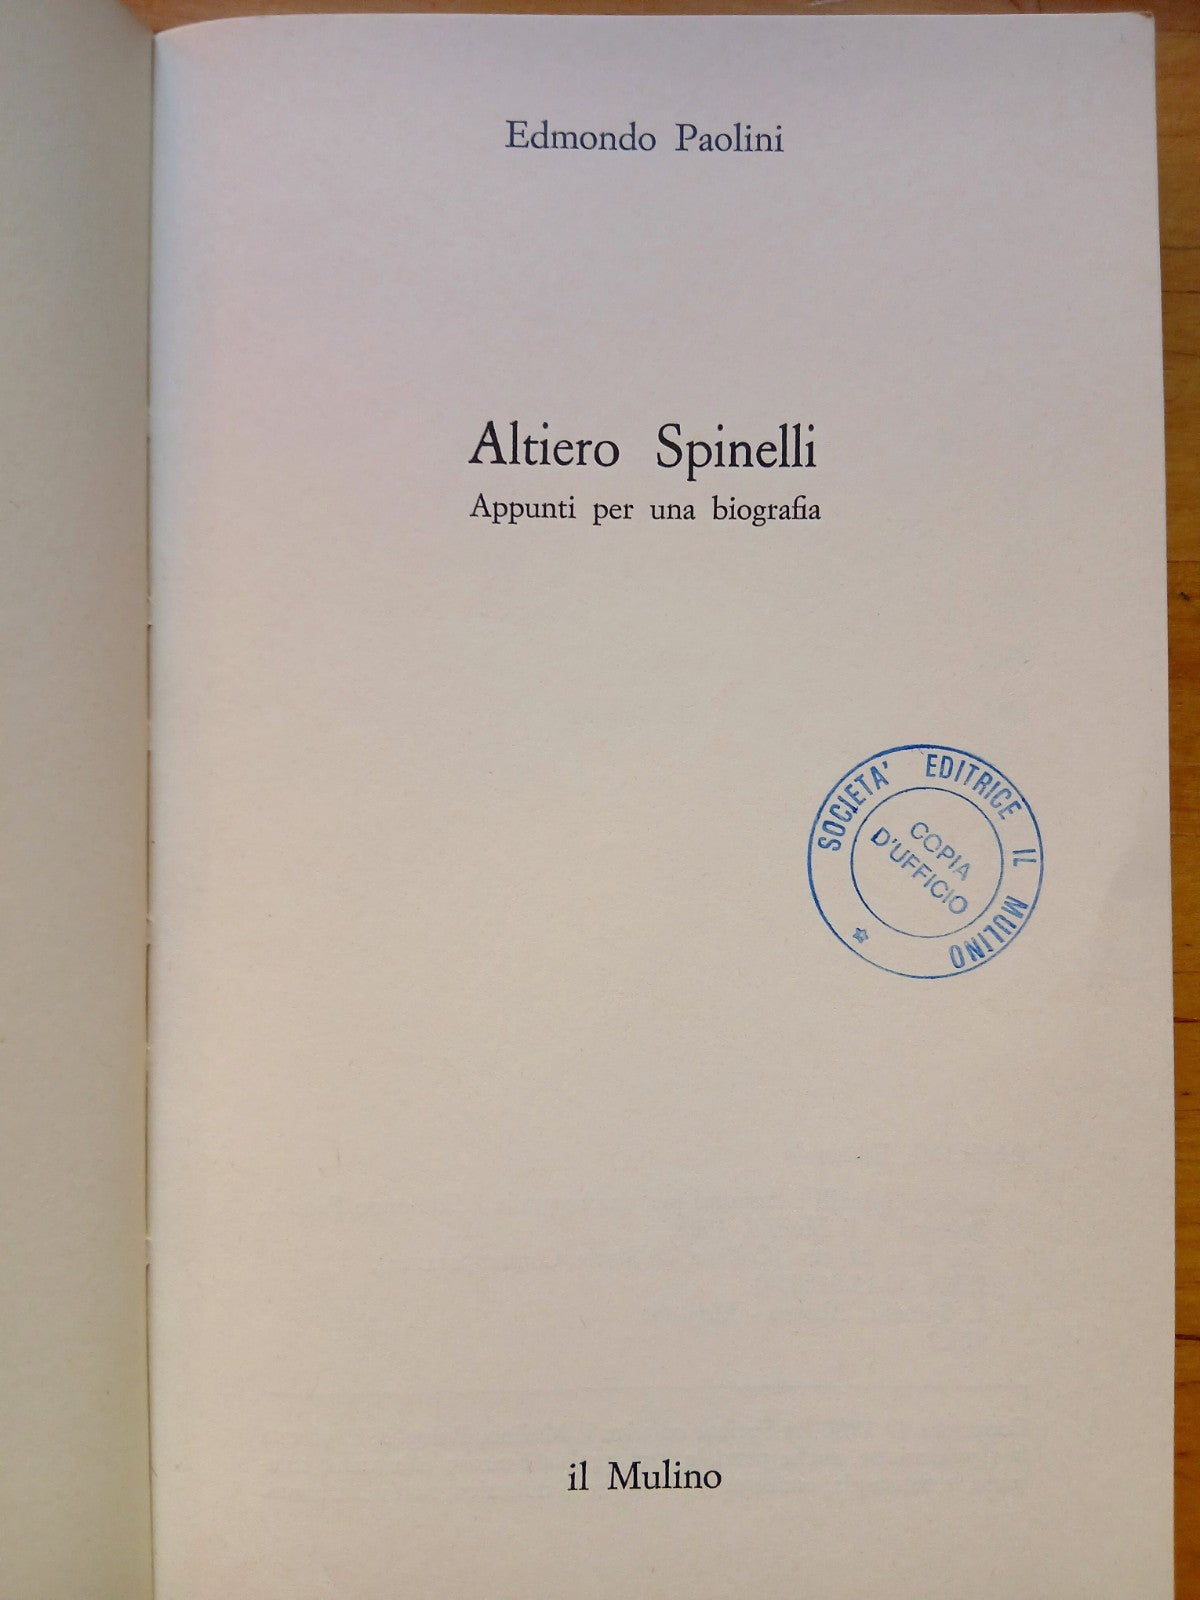 Edmondo Paolini
Altiero Spinelli
Appunti per una biografia
SOCIETA' EDITRICE IL MULINO
COPIA
D'UFFICIO
il Mulino